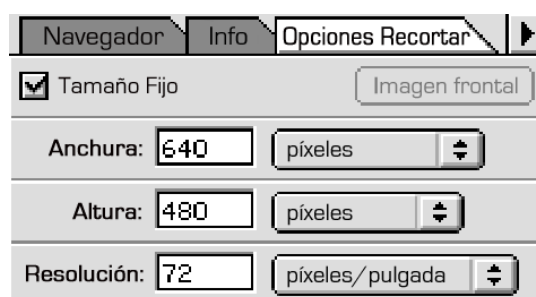 Navegador Info Opciones Recortar
Tamaño Fijo Imagen frontal
Anchura: 640 píxeles
Altura: 480 píxeles
Resolución: 72 píxeles/pulgada